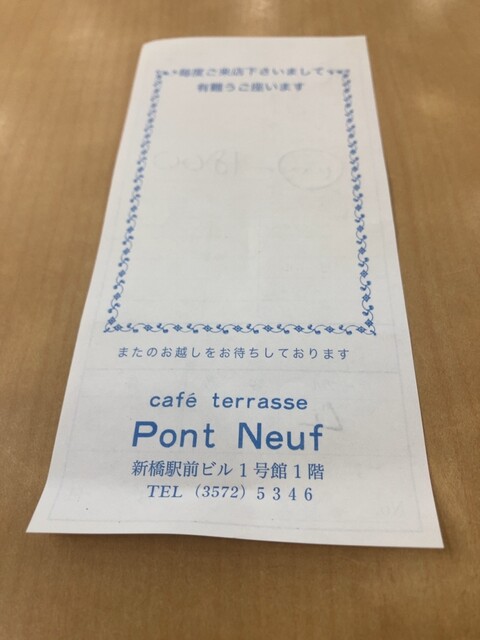 毎度ご来店下さいまして
有難うご座います
またのお越しをお待ちしております
café terrasse
Pont Neuf
新橋駅前ビル1号館1階
TEL (3572) 5346